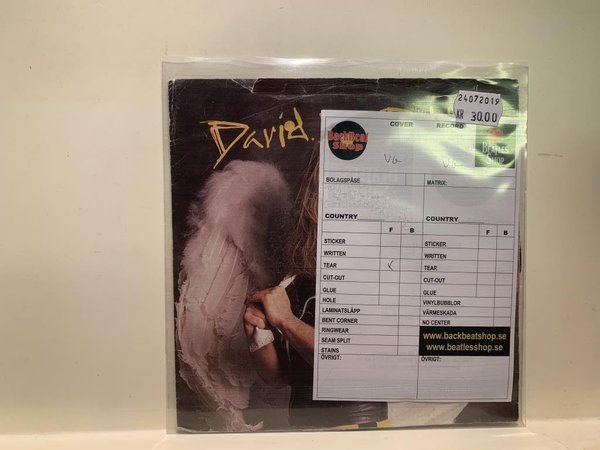 David.
24072019
KR 30.00
BackBeat
Shop
COVER
RECORD
BEATLES
SHOP
VG
BOLAGSPÅSE
MATRIX:
COUNTRY
COUNTRY
F B
F B
STICKER
STICKER
WRITTEN
WRITTEN
TEAR
TEAR
CUT-OUT
CUT-OUT
GLUE
GLUE
HOLE
VINYLBUBBLOR
LAMINATSLÄPP
VÄRMESKADA
BENT CORNER
NO CENTER
RINGWEAR
SEAM SPLIT
www.backbeatshop.se
STAINS
www.beatlesshop.se
ÖVRIGT:
ÖVRIGT: